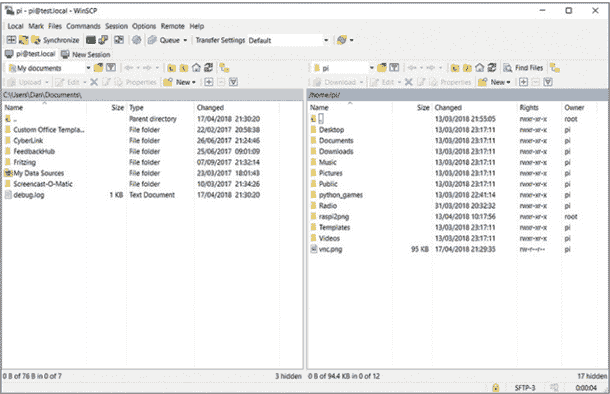 pi - pi@test.local - WinSCP
Local Mark Files Commands Session Options Remote Help
Synchronize Queue Transfer Settings Default
pi@test.local New Session
My documents
Upload Edit Properties New
C:\Users\Dan\Documents\
Name Size Type Changed
.. Parent directory 17/04/2018 21:30:20
Custom Office Templa... File folder 22/02/2017 20:58:38
CyberLink File folder 26/06/2017 21:24:46
FeedbackHub File folder 25/06/2017 09:01:09
Fritzing File folder 07/09/2017 21:32:14
My Data Sources File folder 23/03/2017 18:01:43
Screencast-O-Matic File folder 10/03/2017 21:34:26
debug.log 1 KB Text Document 17/04/2018 21:30:20
0 B of 76 B in 0 of 7 3 hidden
pi Find Files
Download Edit Properties New
/home/pi/
Name Size Changed Rights Owner
.. 13/03/2018 21:55:05 rwxr-xr-x root
Desktop 13/03/2018 23:17:11 rwxr-xr-x pi
Documents 13/03/2018 23:17:11 rwxr-xr-x pi
Downloads 13/03/2018 23:17:11 rwxr-xr-x pi
Music 13/03/2018 23:17:11 rwxr-xr-x pi
Pictures 13/03/2018 23:17:11 rwxr-xr-x pi
Public 13/03/2018 23:17:11 rwxr-xr-x pi
python_games 13/03/2018 22:41:14 rwxr-xr-x pi
Radio 31/03/2018 20:32:32 rwxr-xr-x pi
raspi2png 13/04/2018 10:17:56 rwxr-xr-x root
Templates 13/03/2018 23:17:11 rwxr-xr-x pi
Videos 13/03/2018 23:17:11 rwxr-xr-x pi
vnc.png 95 KB 17/04/2018 21:29:35 rw-r--r-- pi
0 B of 94.4 KB in 0 of 12 17 hidden
SFTP-3 0:00:04